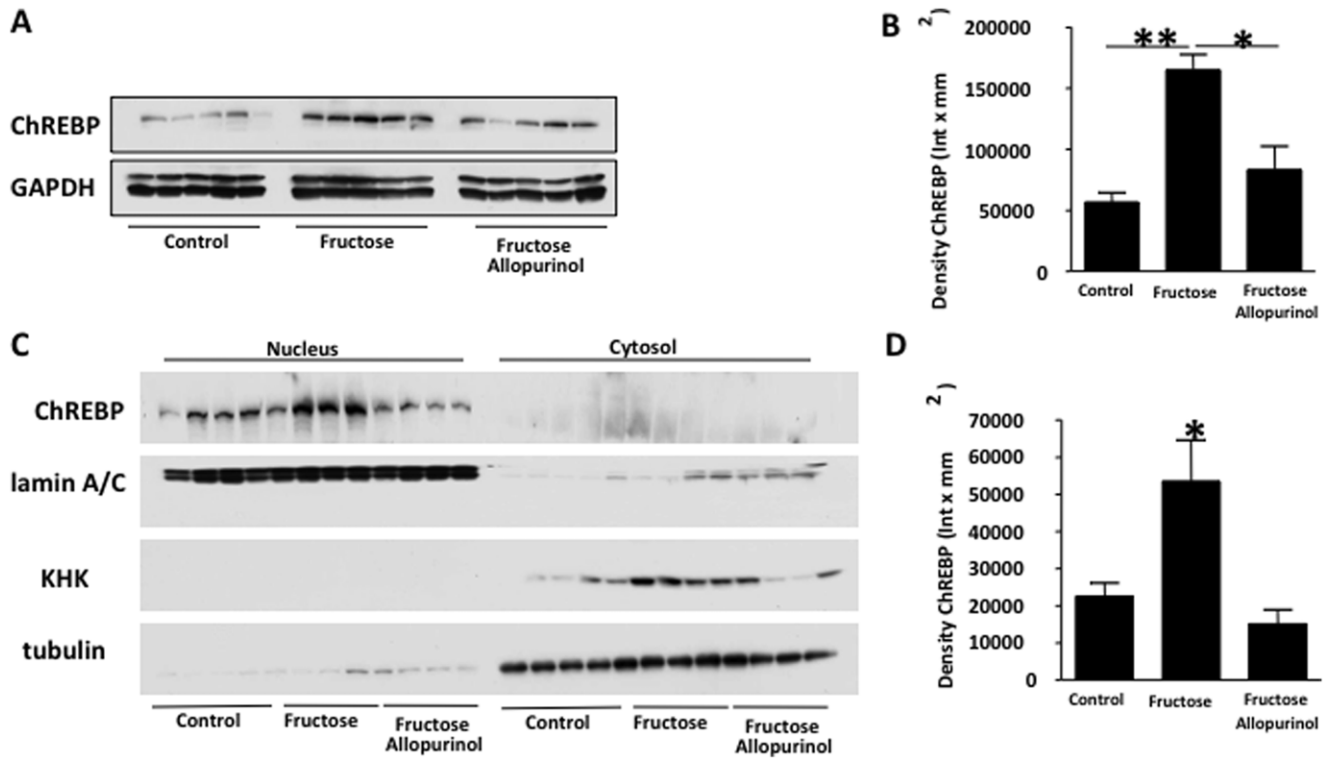 A
ChREBP
GAPDH
Control
Fructose
Fructose
Allopurinol
B
Density ChREBP (Int x mm
2)
200000
150000
100000
50000
0
**
*
Control
Fructose
Fructose
Allopurinol
C
Nucleus
Cytosol
ChREBP
lamin A/C
KHK
tubulin
Control
Fructose
Fructose
Allopurinol
Control
Fructose
Fructose
Allopurinol
D
Density ChREBP (Int x mm
2)
70000
60000
50000
40000
30000
20000
10000
0
*
Control
Fructose
Fructose
Allopurinol